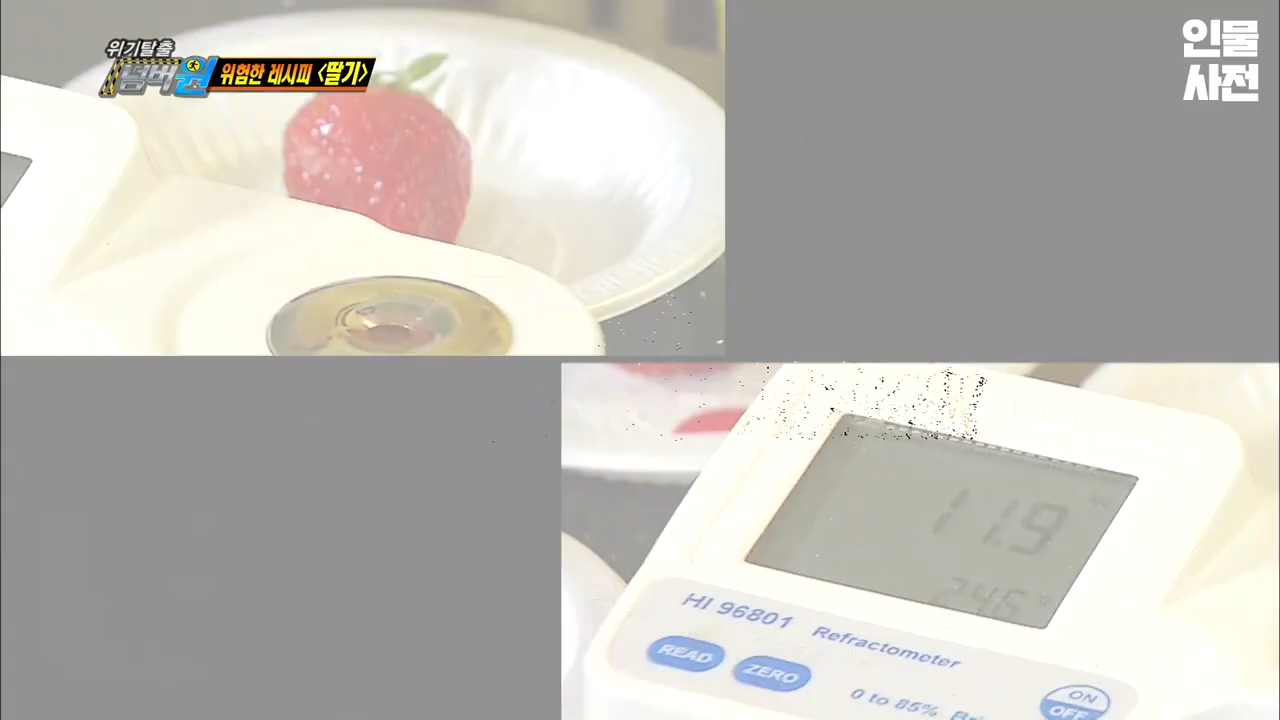 위기탈출
넘버원
위험한 레시피 <딸기>
인물
사전
11.9
24.6
HI 96801 Refractometer
READ
ZERO
0 to 85%
ON
OFF